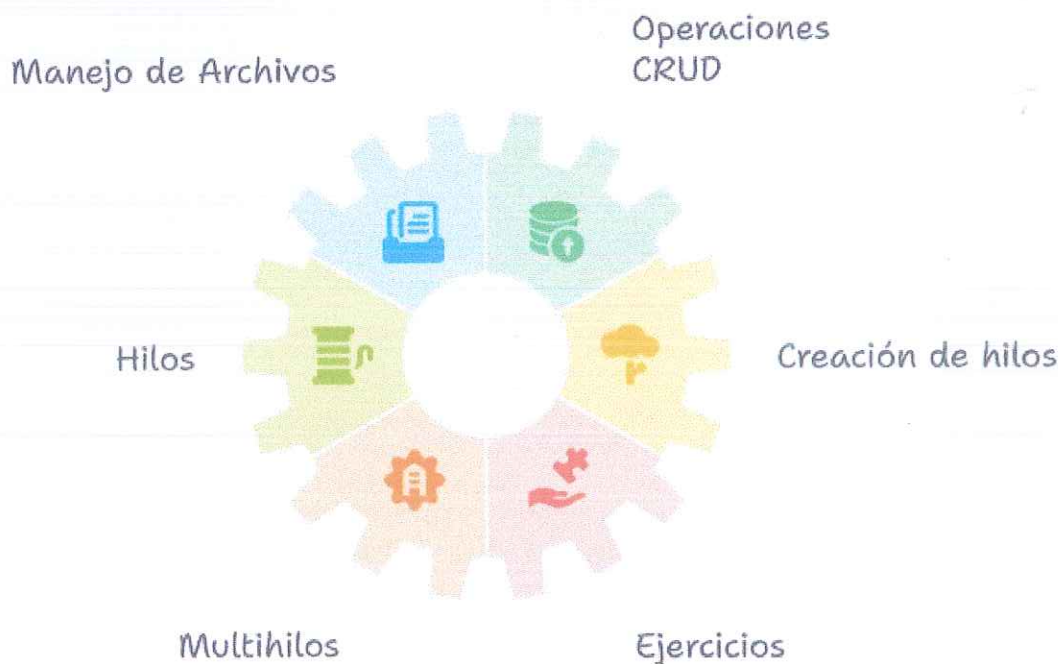 Operaciones
CRUD
Manejo de Archivos
Hilos
Creación de hilos
Multihilos
Ejercicios